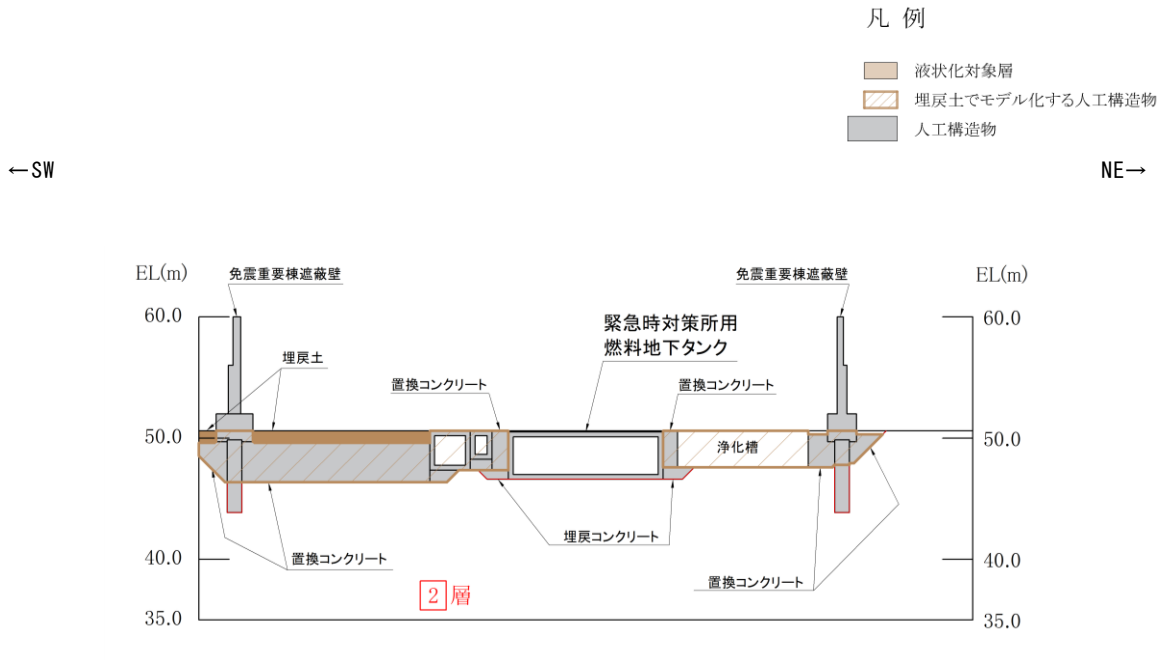 凡 例
液状化対象層
埋戻土でモデル化する人工構造物
人工構造物
←SW
NE→
EL(m)
免震重要棟遮蔽壁
免震重要棟遮蔽壁
EL(m)
60.0
緊急時対策所用
燃料地下タンク
60.0
埋戻土
置換コンクリート
置換コンクリート
50.0
浄化槽
50.0
埋戻コンクリート
40.0
置換コンクリート
置換コンクリート
40.0
2 層
35.0
35.0